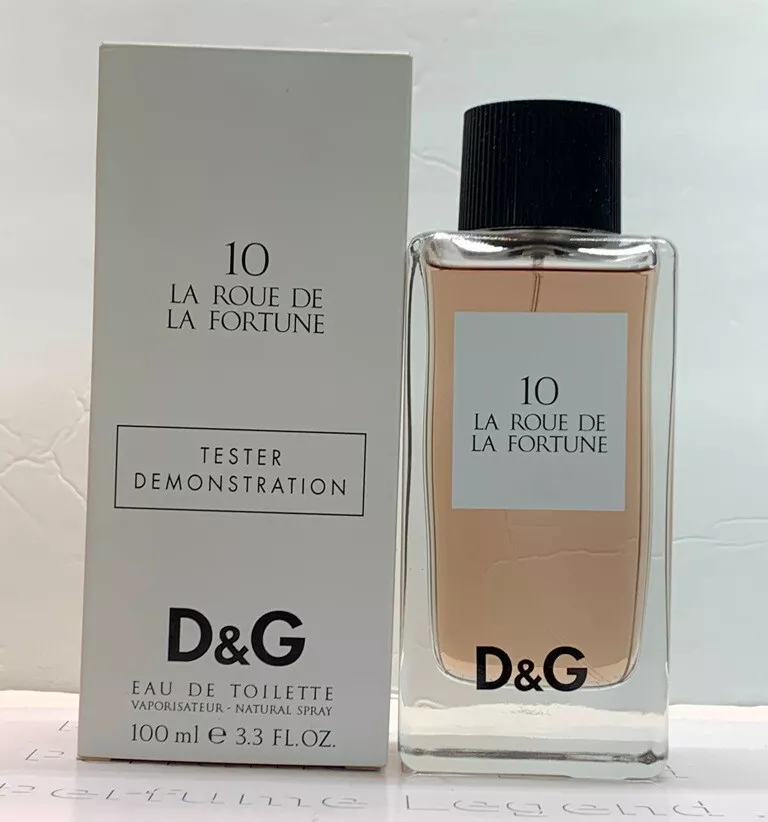 10
LA ROUE DE
LA FORTUNE
TESTER
DEMONSTRATION
D&G
EAU DE TOILETTE
VAPORISATEUR - NATURAL SPRAY
100 ml ℮ 3.3 FL.OZ.
10
LA ROUE DE
LA FORTUNE
D&G
Perfume Legend